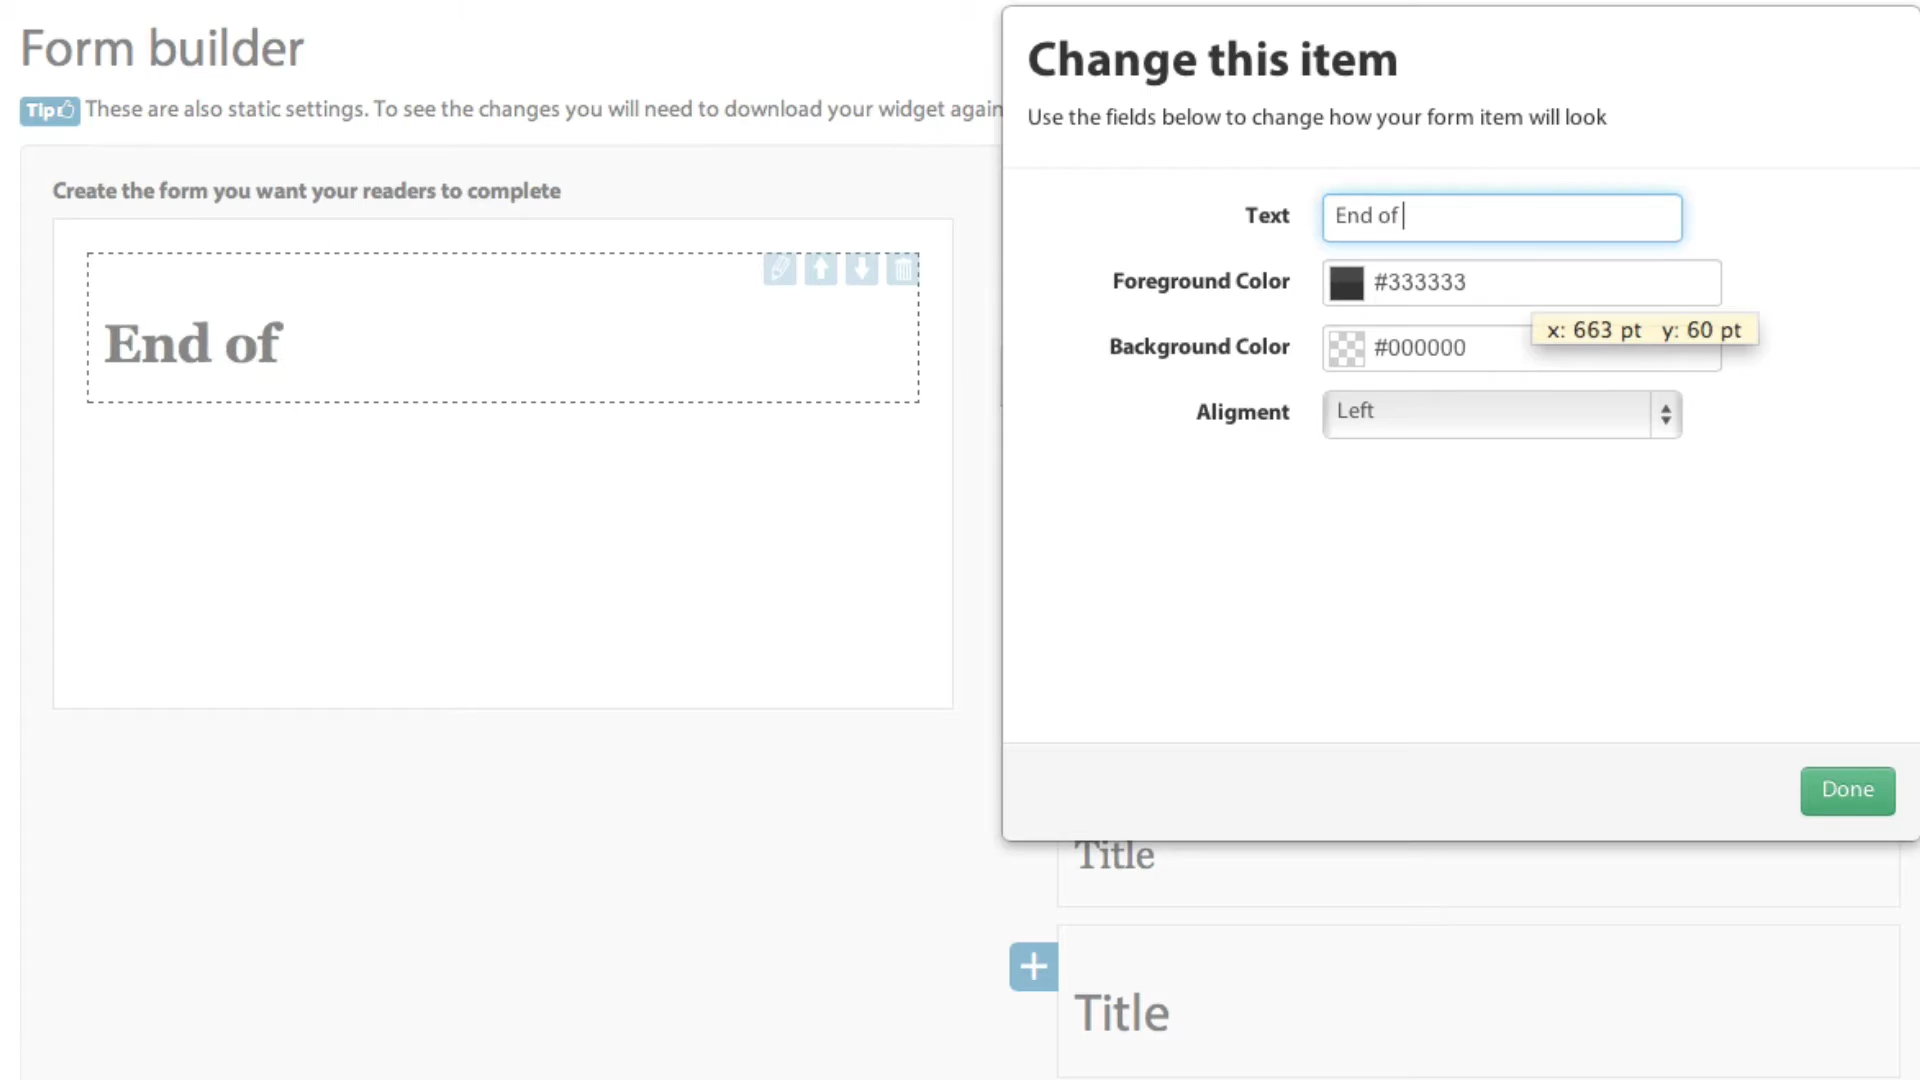 Form builder
Tip These are also static settings. To see the changes you will need to download your widget again
Create the form you want your readers to complete
End of
Change this item
Use the fields below to change how your form item will look
Text End of
Foreground Color #333333
x: 663 pt y: 60 pt
Background Color #000000
Aligment Left
Done
Title
Title